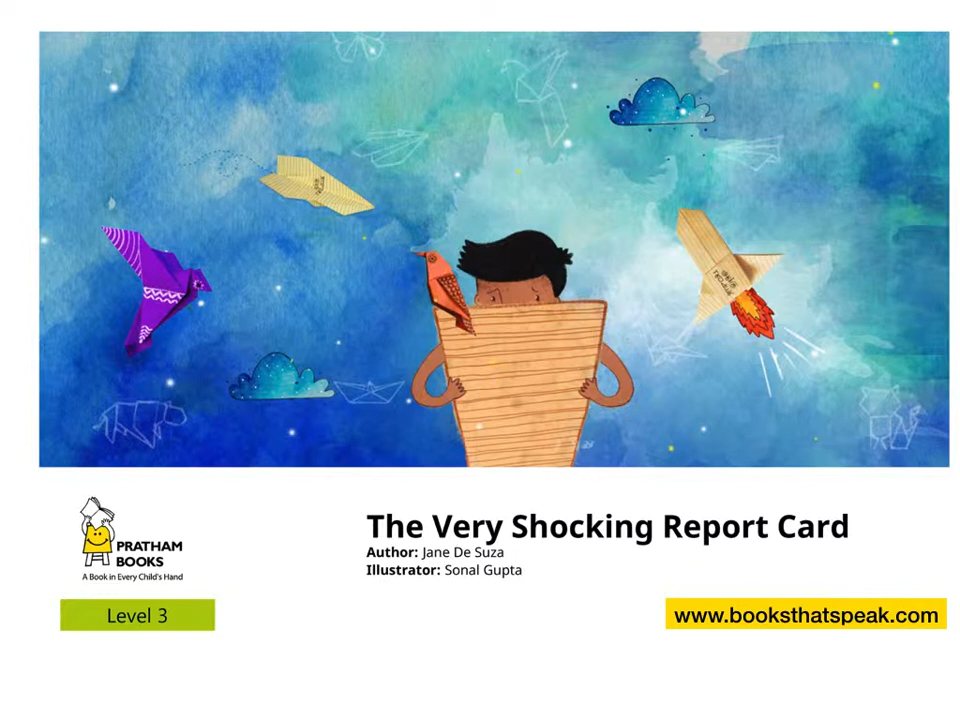 The Very Shocking Report Card
Author: Jane De Suza
Illustrator: Sonal Gupta
PRATHAM
BOOKS
A Book in Every Child's Hand
Level 3
www.booksthatspeak.com